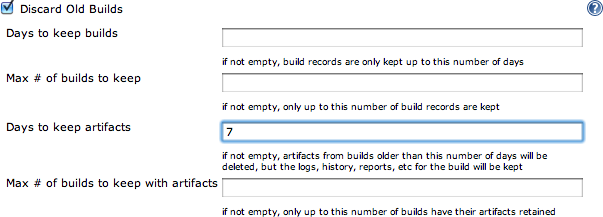 Discard Old Builds
Days to keep builds
if not empty, build records are only kept up to this number of days
Max # of builds to keep
if not empty, only up to this number of build records are kept
Days to keep artifacts
7
if not empty, artifacts from builds older than this number of days will be
deleted, but the logs, history, reports, etc for the build will be kept
Max # of builds to keep with artifacts
if not empty, only up to this number of builds have their artifacts retained